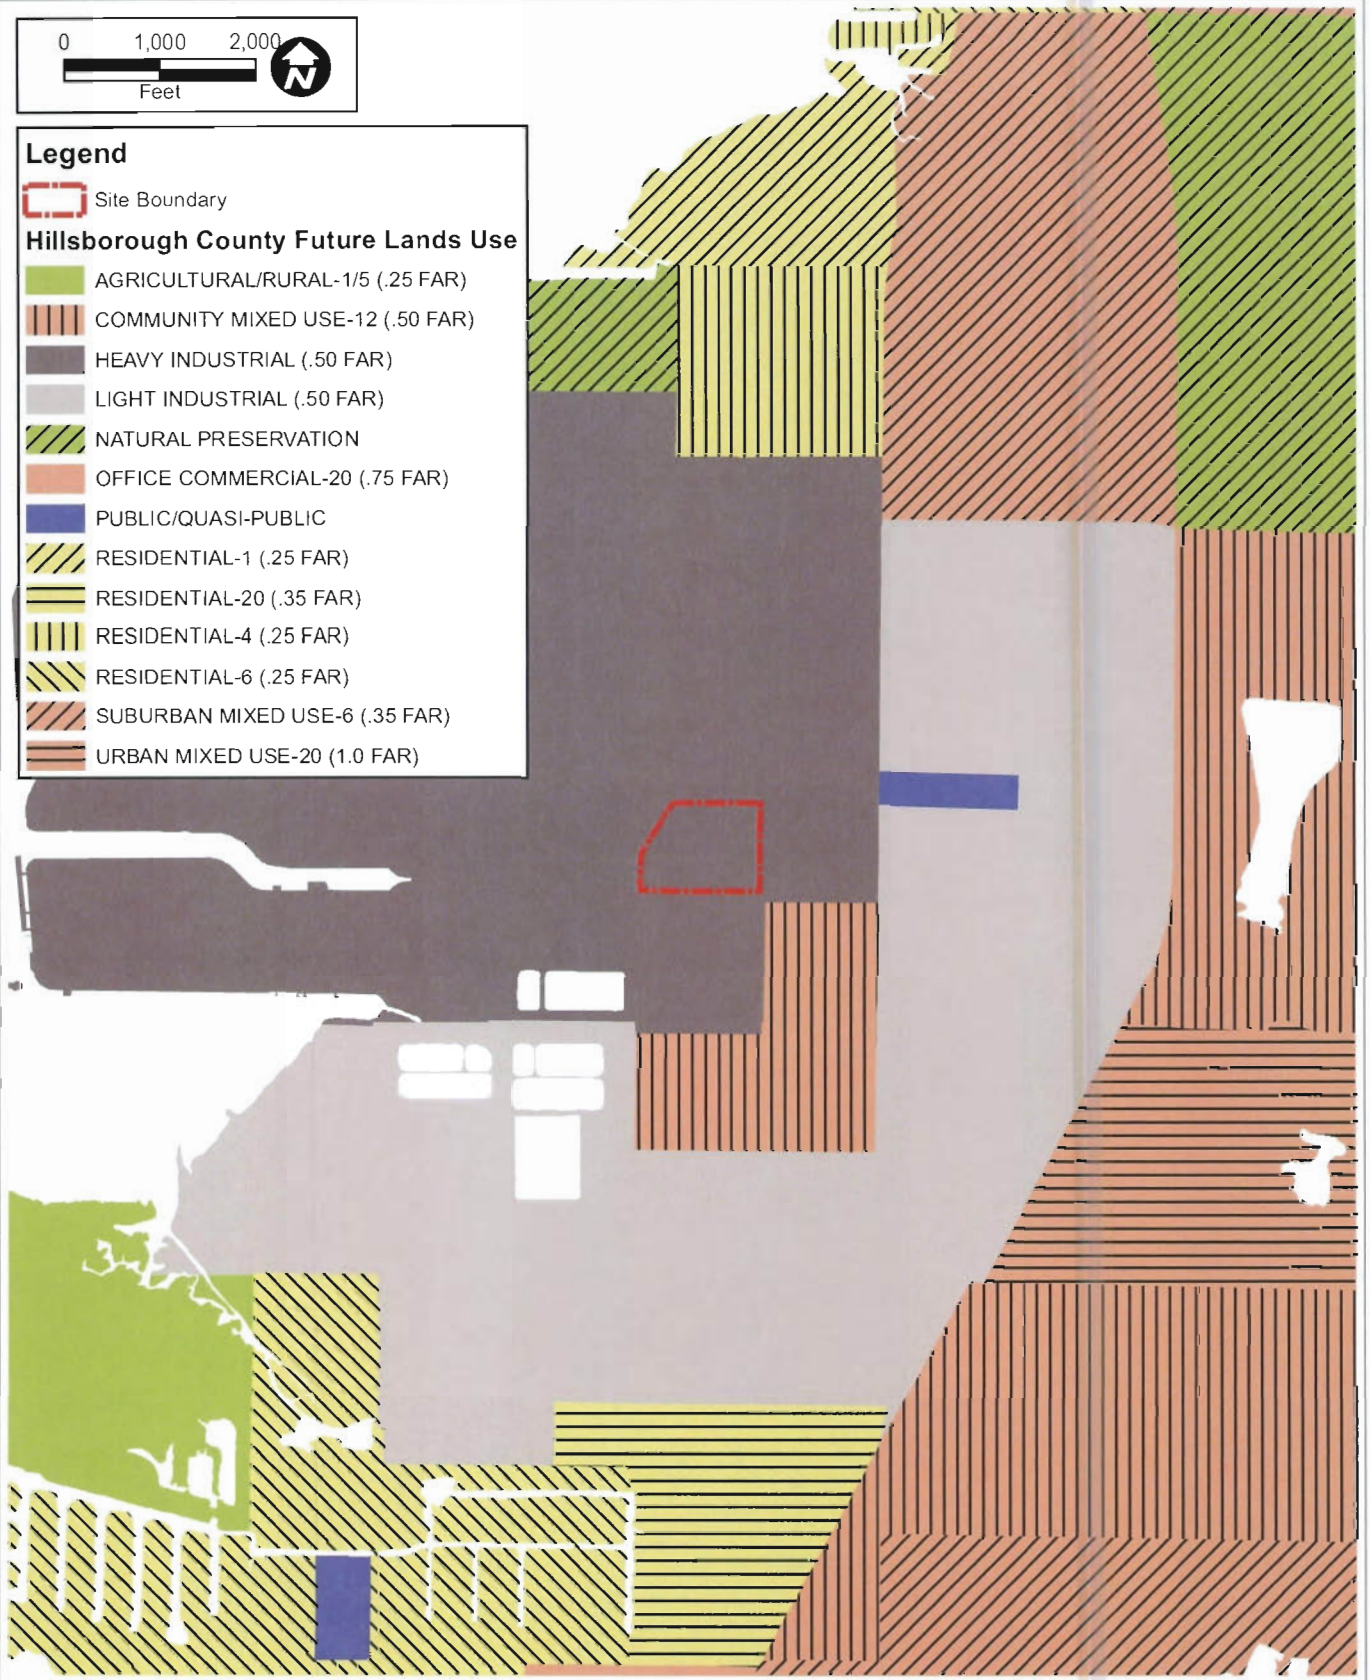 0 1,000 2,000
Feet
N
Legend
Site Boundary
Hillsborough County Future Lands Use
AGRICULTURAL/RURAL-1/5 (.25 FAR)
COMMUNITY MIXED USE-12 (.50 FAR)
HEAVY INDUSTRIAL (.50 FAR)
LIGHT INDUSTRIAL (.50 FAR)
NATURAL PRESERVATION
OFFICE COMMERCIAL-20 (.75 FAR)
PUBLIC/QUASI-PUBLIC
RESIDENTIAL-1 (.25 FAR)
RESIDENTIAL-20 (.35 FAR)
RESIDENTIAL-4 (.25 FAR)
RESIDENTIAL-6 (.25 FAR)
SUBURBAN MIXED USE-6 (.35 FAR)
URBAN MIXED USE-20 (1.0 FAR)